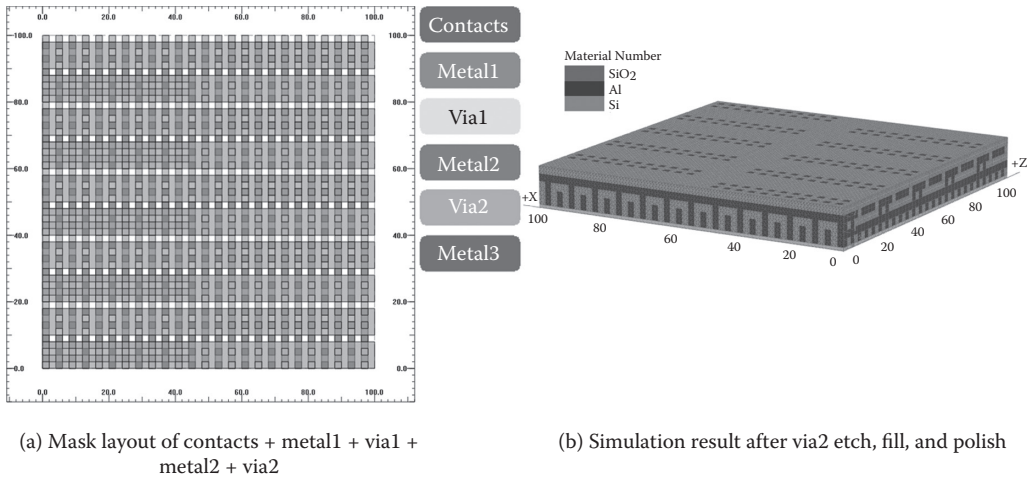 0.0 20.0 40.0 60.0 80.0 100.0
100.0 100.0
80.0 80.0
60.0 60.0
40.0 40.0
20.0 20.0
0.0 0.0
0.0 20.0 40.0 60.0 80.0 100.0
Contacts
Metal1
Via1
Metal2
Via2
Metal3
Material Number
SiO2
Al
Si
+X
100
80
60
40
20
0
0
20
40
60
80
100
+Z
(a) Mask layout of contacts + metal1 + via1 +
metal2 + via2
(b) Simulation result after via2 etch, fill, and polish